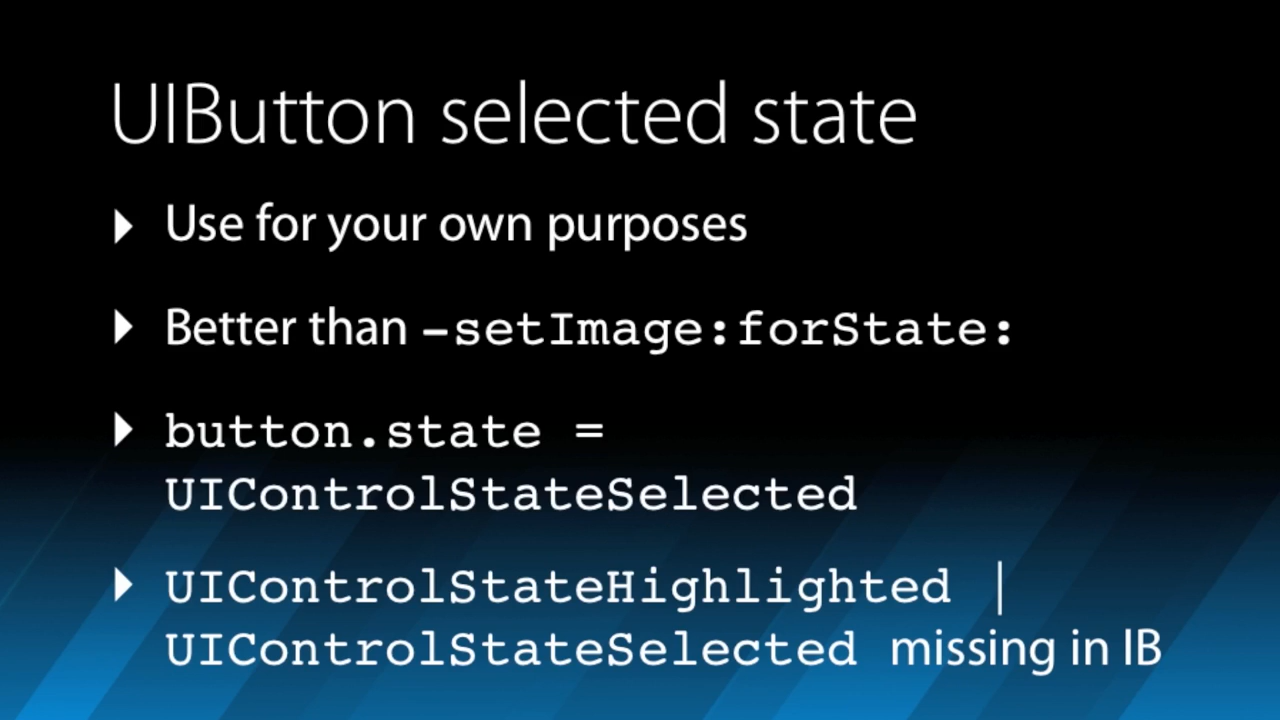 UIButton selected state
Use for your own purposes
Better than -setImage:forState:
button.state =
UIControlStateSelected
UIControlStateHighlighted |
UIControlStateSelected missing in IB